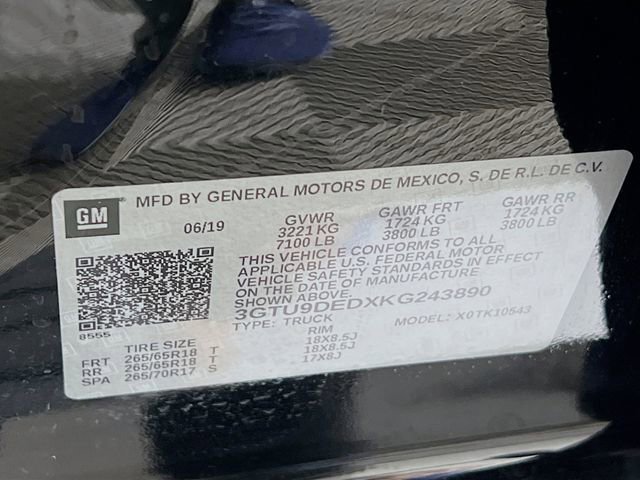 GM
MFD BY GENERAL MOTORS DE MEXICO, S. DE R.L. DE C.V.
06/19 GVWR GAWR FRT GAWR RR
3221 KG 1724 KG 1724 KG
7100 LB 3800 LB 3800 LB
THIS VEHICLE CONFORMS TO ALL
APPLICABLE U.S. FEDERAL MOTOR
VEHICLE SAFETY STANDARDS IN EFFECT
ON THE DATE OF MANUFACTURE
SHOWN ABOVE.
3GTU9DEDXKG243890
8555 TYPE: TRUCK MODEL: X0TK10543
TIRE SIZE RIM
FRT 265/65R18 T 18X8.5J
RR 265/65R18 T 18X8.5J
SPA 265/70R17 S 17X8J